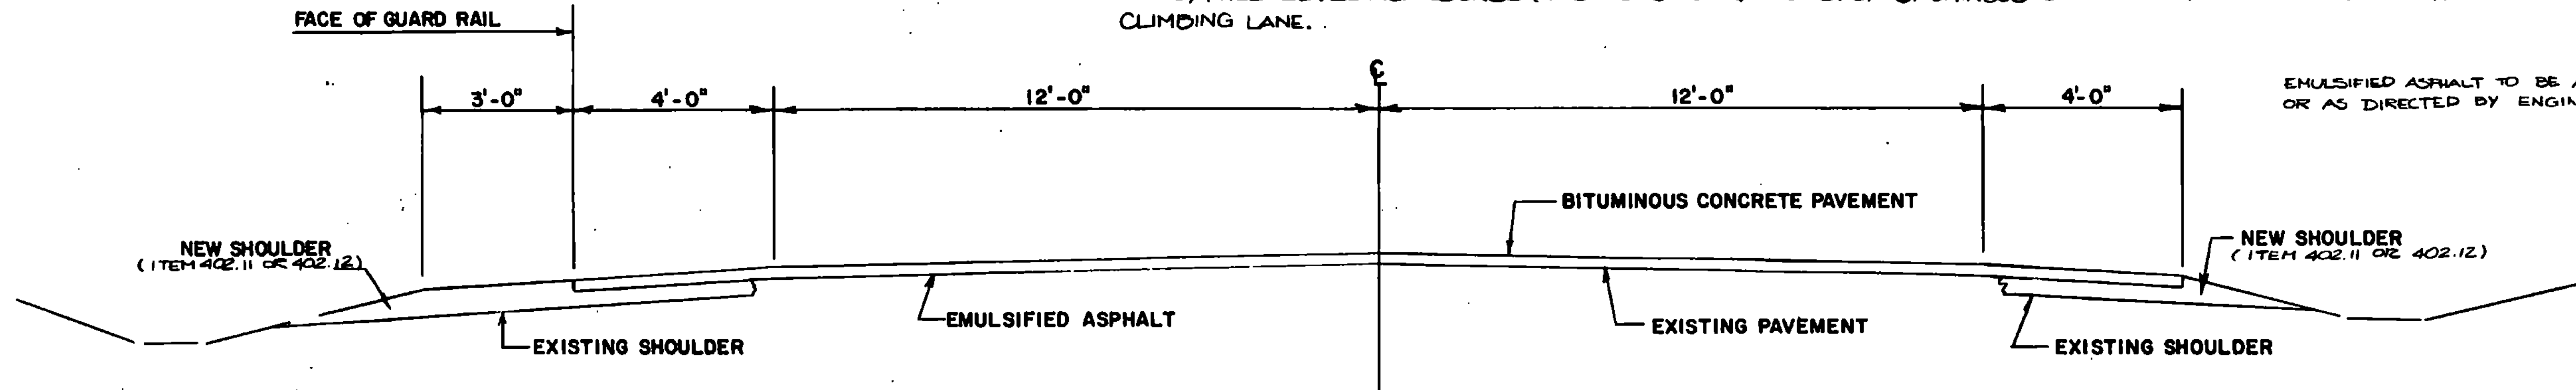 FACE OF GUARD RAIL
CLIMBING LANE.
℄
3'-0"
4'-0"
12'-0"
12'-0"
4'-0"
EMULSIFIED ASPHALT TO BE
OR AS DIRECTED BY
BITUMINOUS CONCRETE PAVEMENT
NEW SHOULDER
(ITEM 402.11 OR 402.12)
NEW SHOULDER
(ITEM 402.11 OR 402.12)
EMULSIFIED ASPHALT
EXISTING PAVEMENT
EXISTING SHOULDER
EXISTING SHOULDER